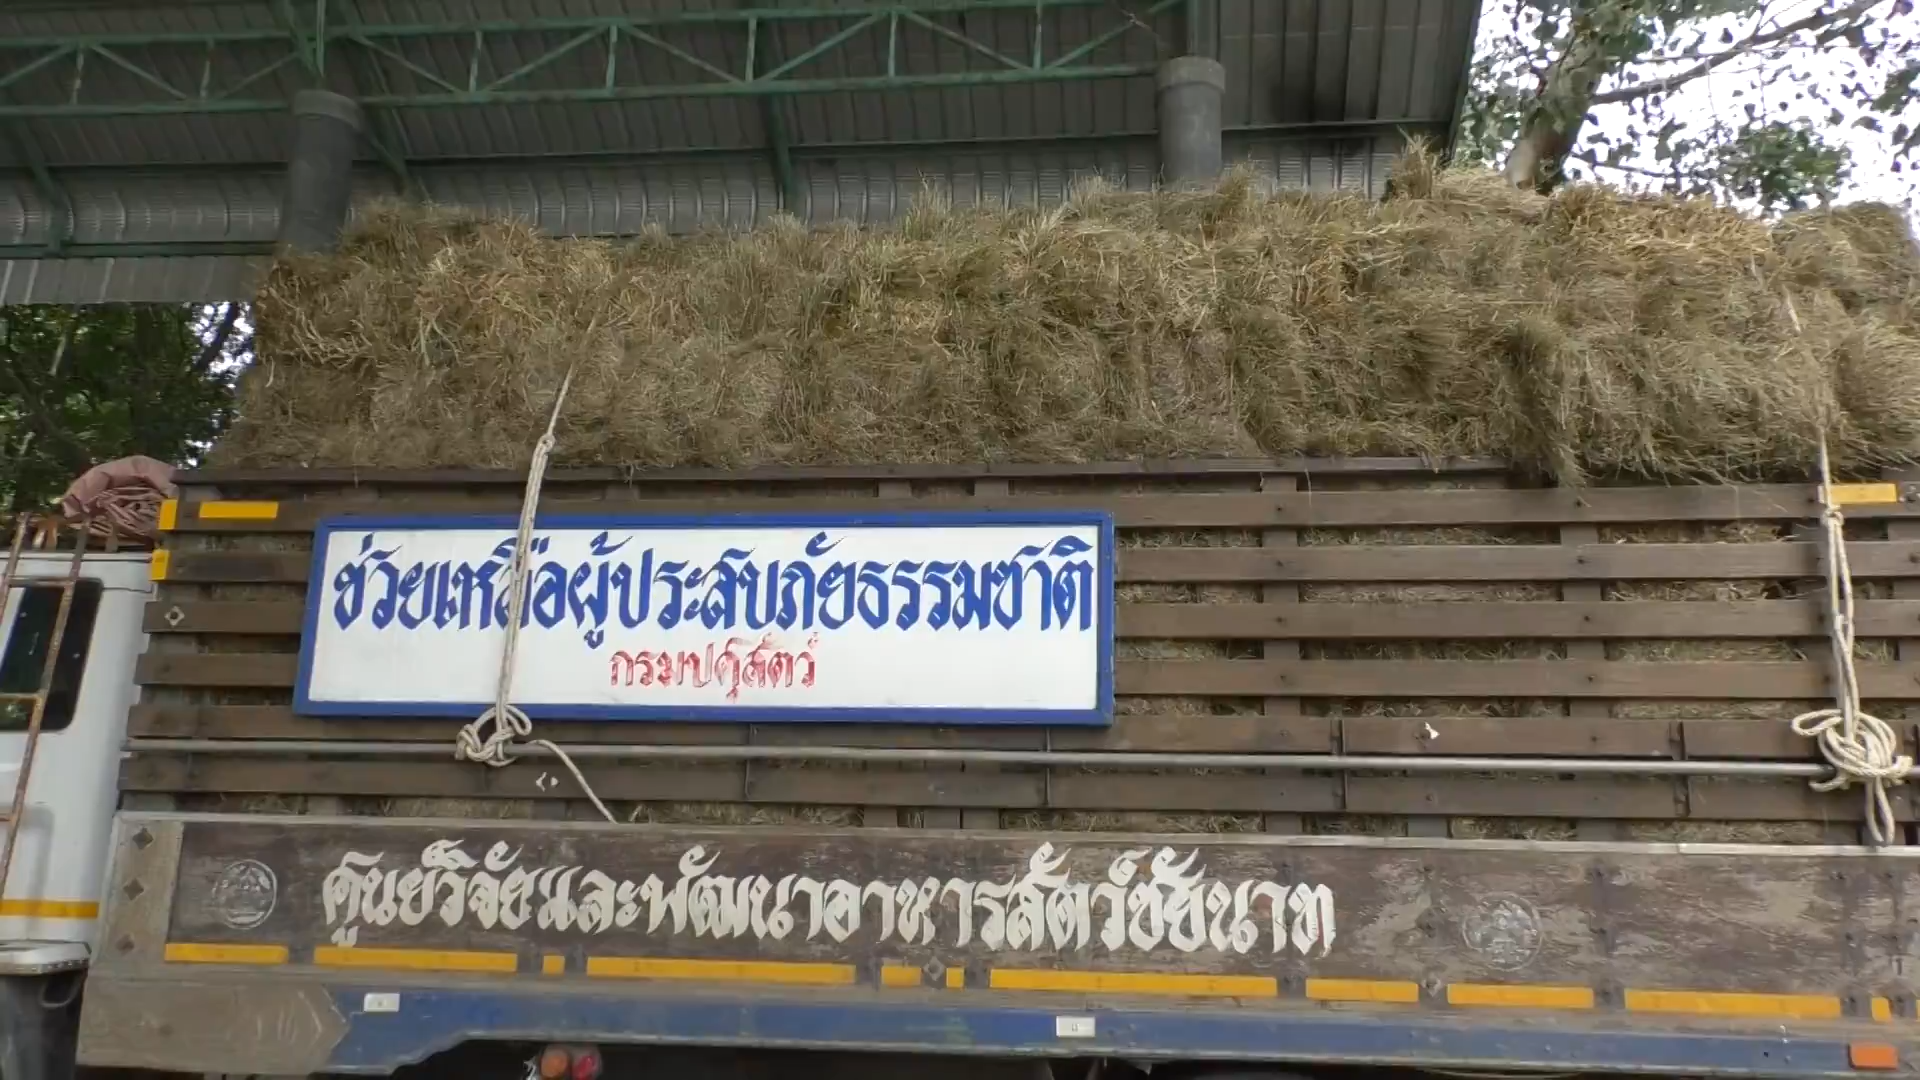 ช่วยเหลือผู้ประสบภัยธรรมชาติ
กรมปศุสัตว์
ศูนย์วิจัยและพัฒนาอาหารสัตว์ชัยนาท